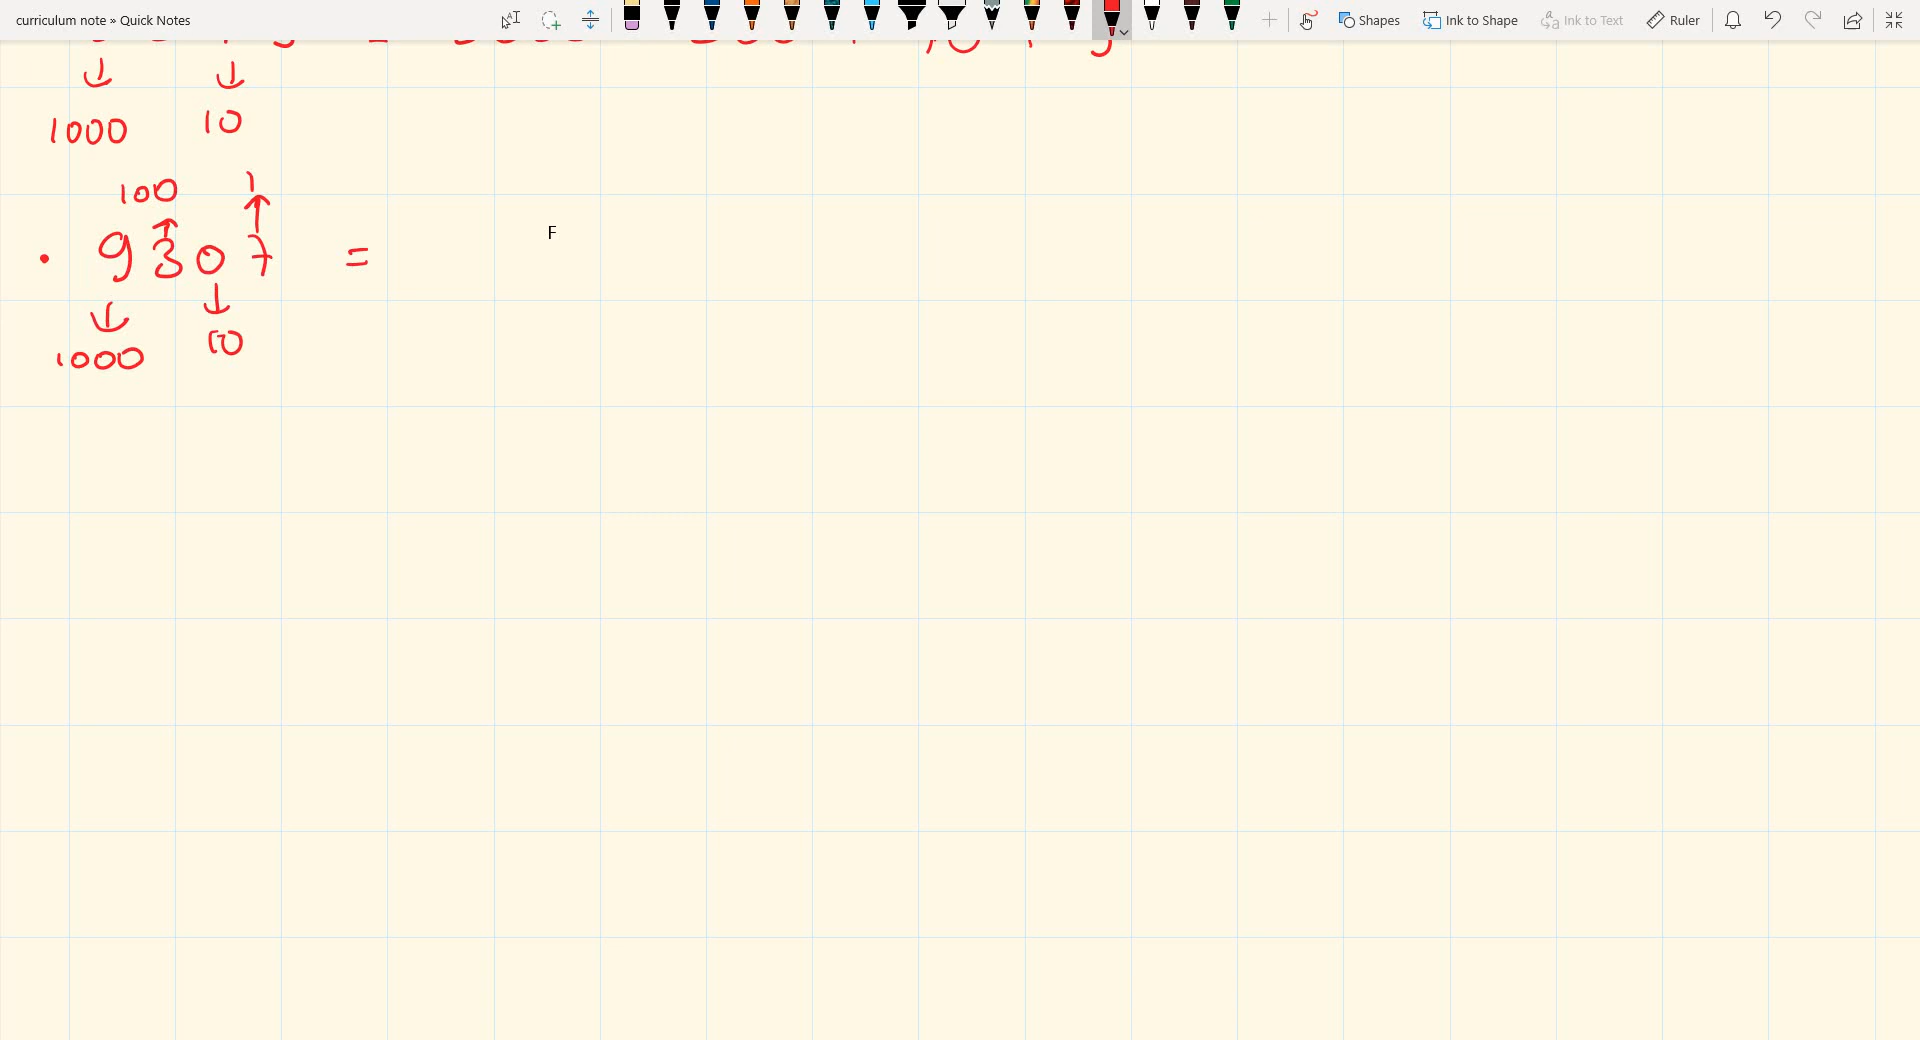 curriculum note » Quick Notes Shapes Ink to Shape Ink to Text Ruler
1000 10
100 1
F
• 9307 =
1000 10